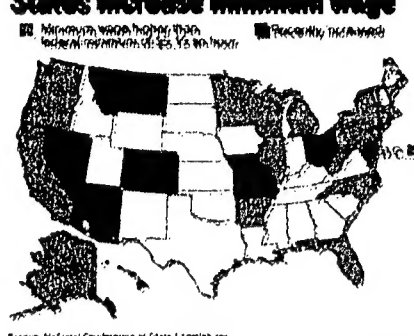 States increase minimum wage
Minimum wage higher than
federal minimum of $5.15 an hour
Recently increased
D.C.
Source: National Conference of State Legislatures